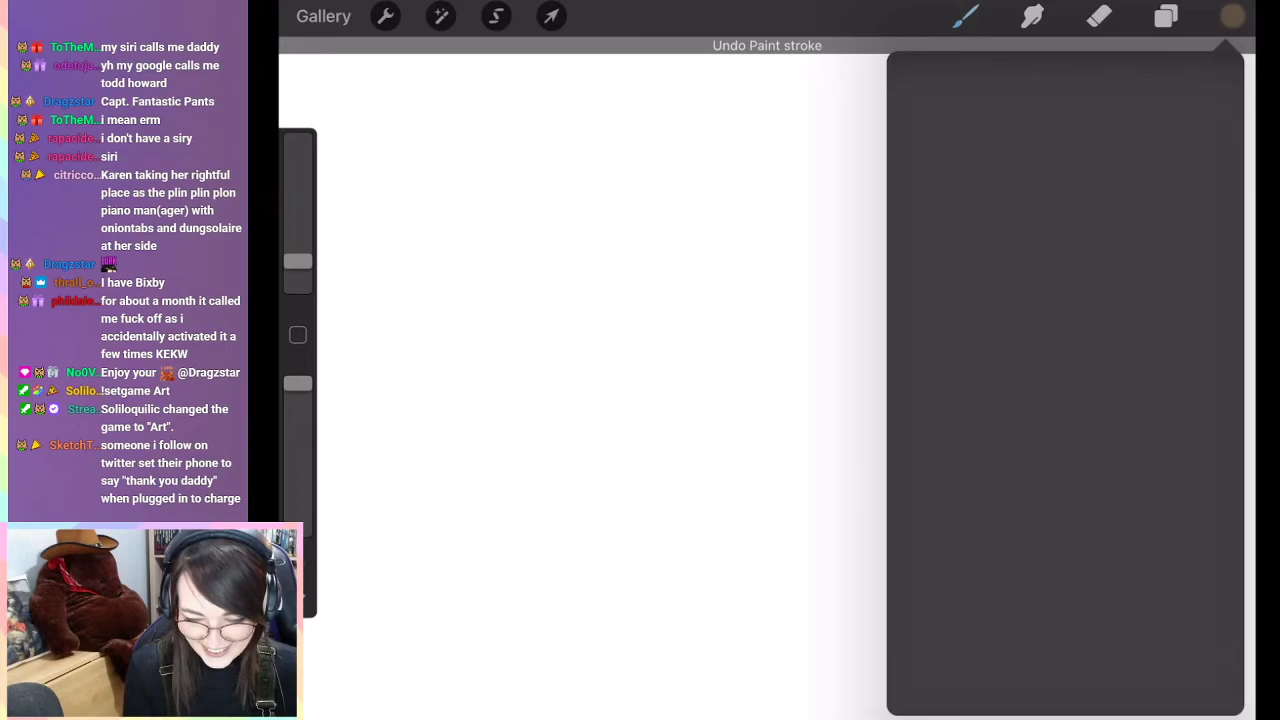 Gallery
Undo Paint stroke
ToTheM.. my siri calls me daddy
odetoja.. yh my google calls me
todd howard
Dragzstar Capt. Fantastic Pants
ToTheM.. i mean erm
rapacide.. i don't have a siry
rapacide.. siri
citricco... Karen taking her rightful
place as the plin plin plon
piano man(ager) with
oniontabs and dungsolaire
at her side
Dragzstar
thrall_o.. I have Bixby
for about a month it called
me fuck off as i
accidentally activated it a
few times KEKW
No0V.. Enjoy your @Dragzstar
Solilo.. !setgame Art
Strea.. Soliloquilic changed the
game to "Art".
SketchT.. someone i follow on
twitter set their phone to
say "thank you daddy"
when plugged in to charge